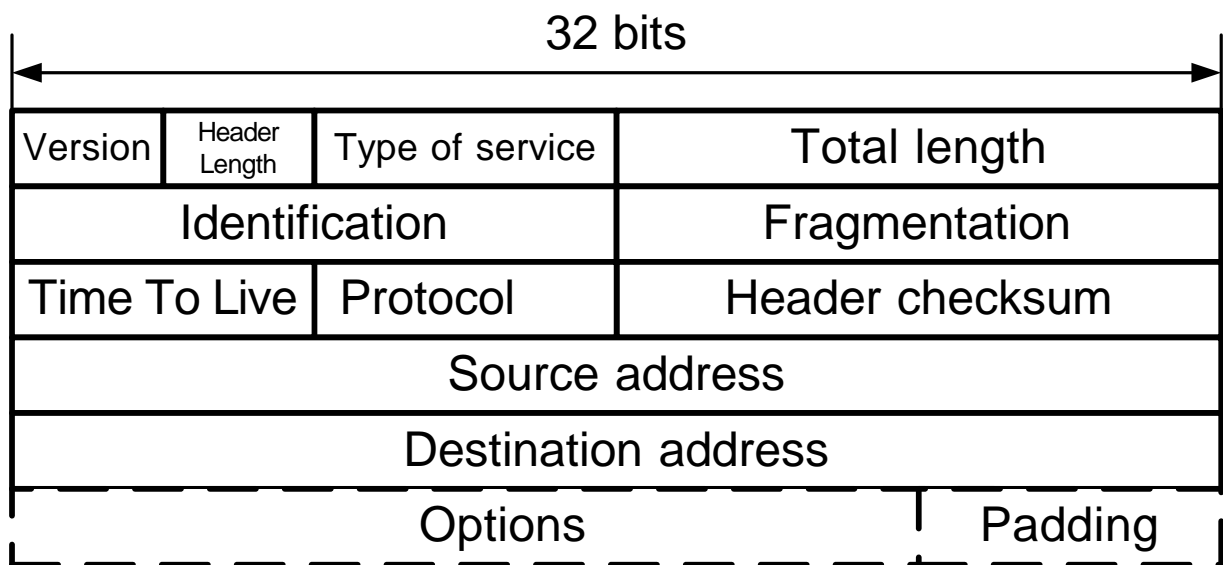 32 bits
Version Header Length Type of service Total length
Identification Fragmentation
Time To Live Protocol Header checksum
Source address
Destination address
Options Padding